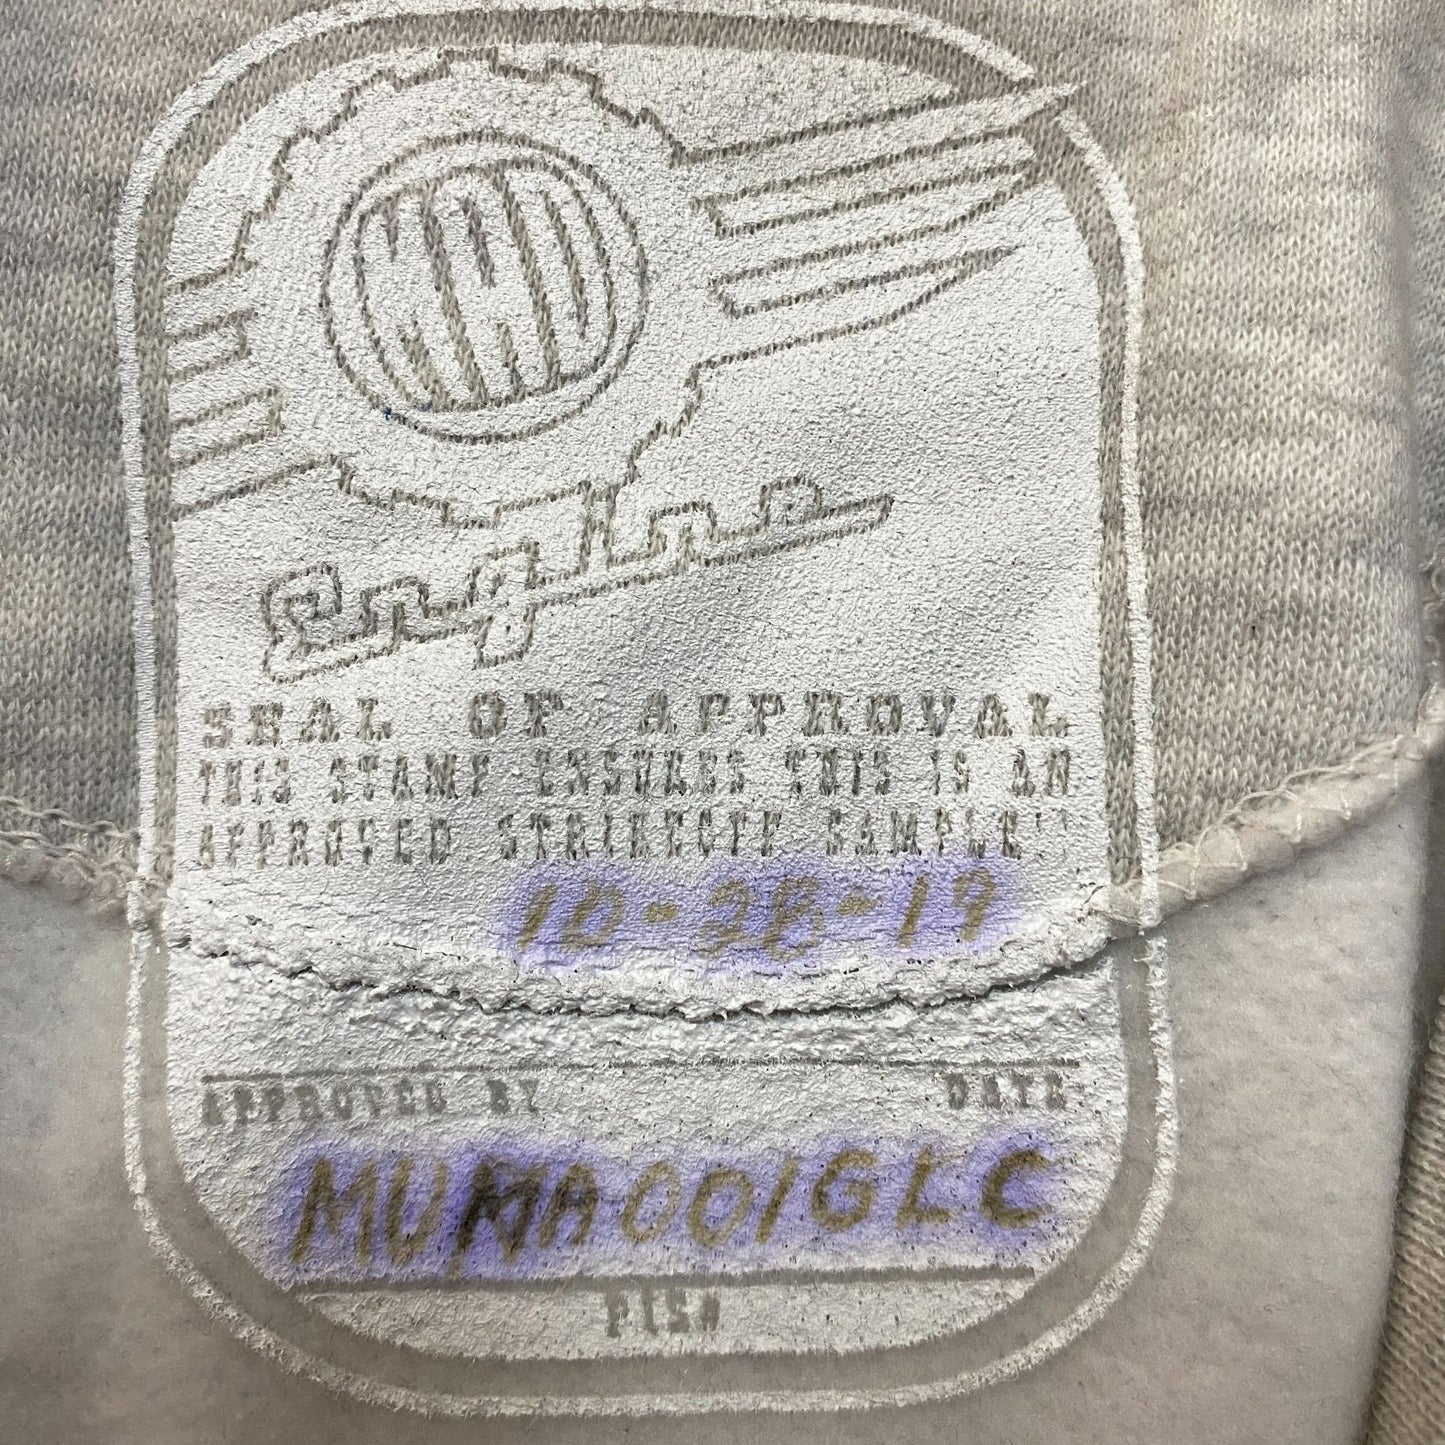 MAD
Engine
SEAL OF APPROVAL
THIS STAMP ENSURES THIS IS AN
APPROVED STRIKEOFF SAMPLE!!
10-28-19
APPROVED BY DATE
MUMA001GLC